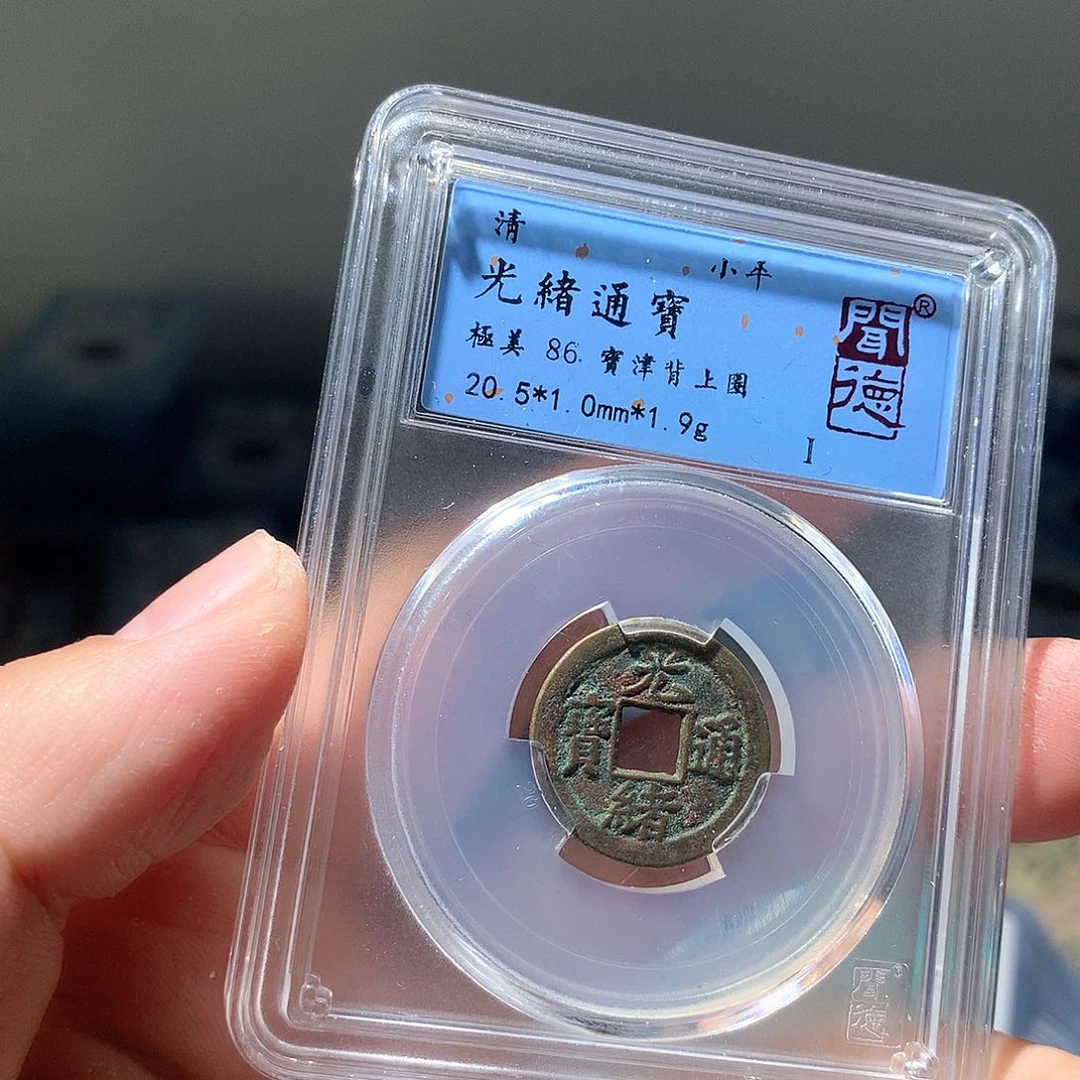 清
小平
光緒通寶
極美 86. 寶津背上圈
20.5*1.0mm*1.9g
I
聞德®
光緒通寶
聞德